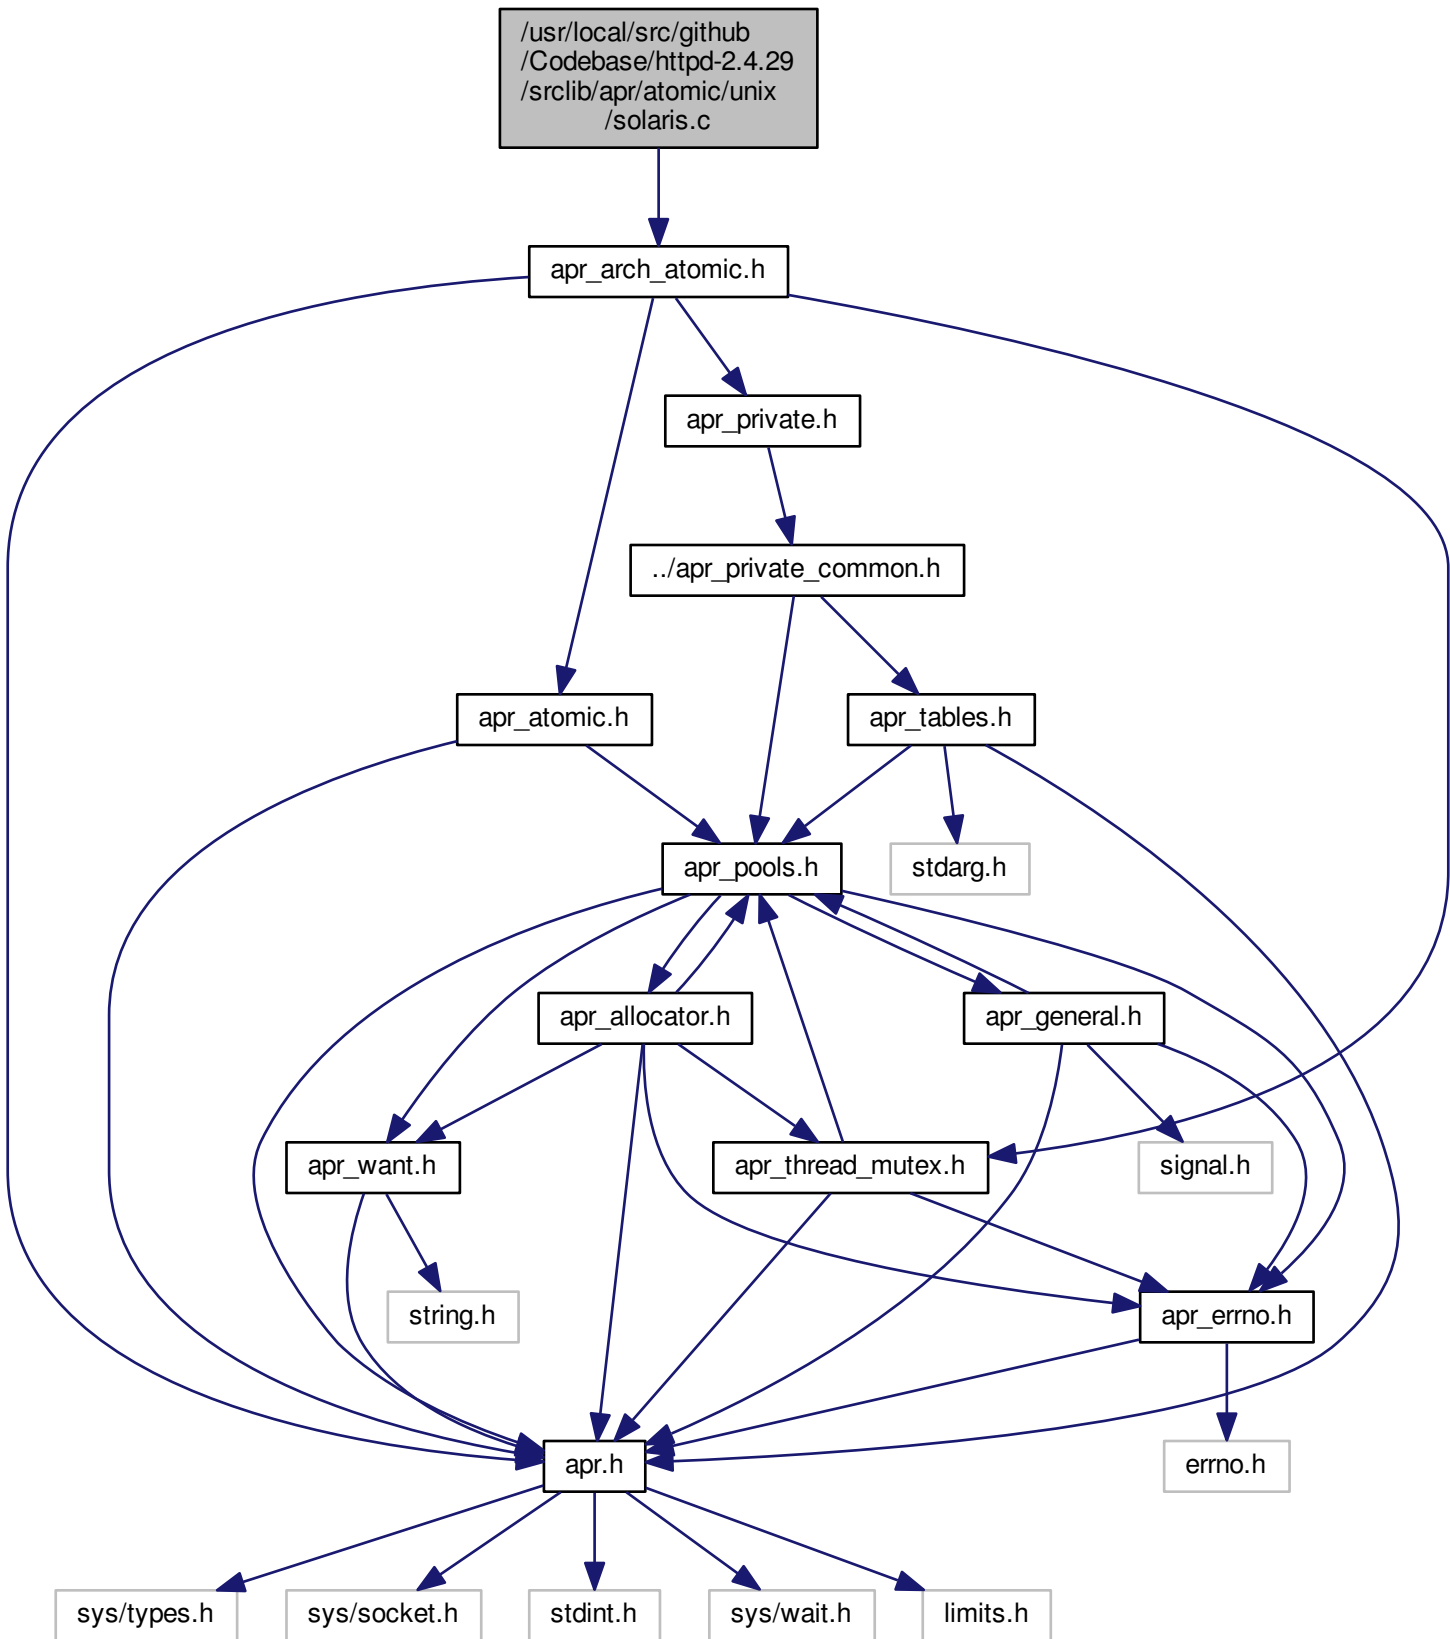 /usr/local/src/github
/Codebase/httpd-2.4.29
/srclib/apr/atomic/unix
/solaris.c
apr_arch_atomic.h
apr_private.h
../apr_private_common.h
apr_atomic.h
apr_tables.h
apr_pools.h
stdarg.h
apr_allocator.h
apr_general.h
apr_want.h
apr_thread_mutex.h
signal.h
string.h
apr_errno.h
apr.h
errno.h
sys/types.h
sys/socket.h
stdint.h
sys/wait.h
limits.h